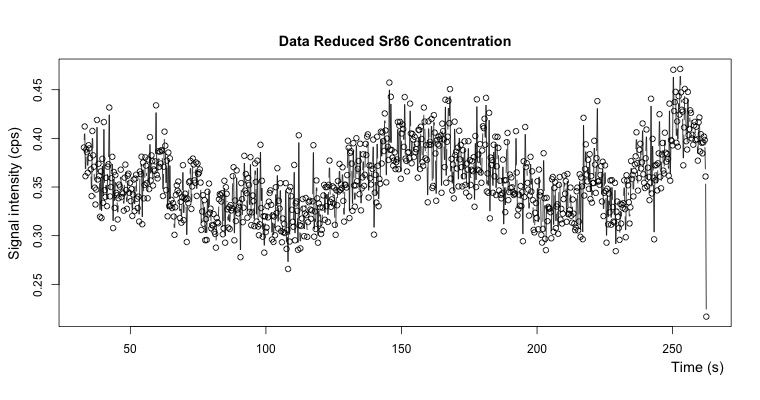 Data Reduced Sr86 Concentration
Signal intensity (cps)
0.45
0.40
0.35
0.30
0.25
50 100 150 200 250
Time (s)